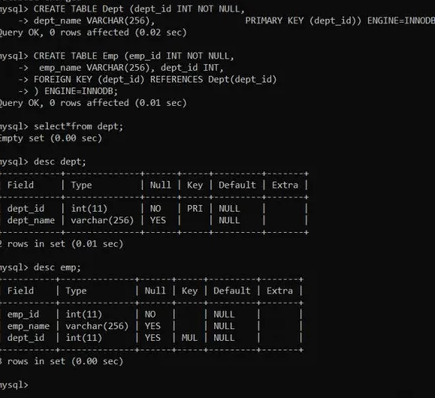 mysql> CREATE TABLE Dept (dept_id INT NOT NULL,
-> dept_name VARCHAR(256), PRIMARY KEY (dept_id)) ENGINE=INNODB
Query OK, 0 rows affected (0.02 sec)
mysql> CREATE TABLE Emp (emp_id INT NOT NULL,
-> emp_name VARCHAR(256), dept_id INT,
-> FOREIGN KEY (dept_id) REFERENCES Dept(dept_id)
-> ) ENGINE=INNODB;
Query OK, 0 rows affected (0.01 sec)
mysql> select*from dept;
Empty set (0.00 sec)
mysql> desc dept;
+-----------+--------------+------+-----+---------+-------+
| Field | Type | Null | Key | Default | Extra |
+-----------+--------------+------+-----+---------+-------+
| dept_id | int(11) | NO | PRI | NULL | |
| dept_name | varchar(256) | YES | | NULL | |
+-----------+--------------+------+-----+---------+-------+
2 rows in set (0.01 sec)
mysql> desc emp;
+----------+--------------+------+-----+---------+-------+
| Field | Type | Null | Key | Default | Extra |
+----------+--------------+------+-----+---------+-------+
| emp_id | int(11) | NO | | NULL | |
| emp_name | varchar(256) | YES | | NULL | |
| dept_id | int(11) | YES | MUL | NULL | |
+----------+--------------+------+-----+---------+-------+
3 rows in set (0.00 sec)
mysql>